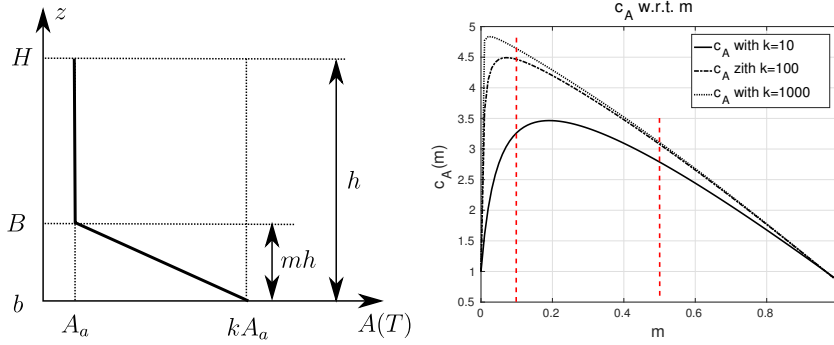 z
H
h
B
mh
b
A_a
kA_a
A(T)
c_A w.r.t. m
c_A with k=10
c_A zith k=100
c_A with k=1000
c_A(m)
5
4.5
4
3.5
3
2.5
2
1.5
1
0.5
0
0.2
0.4
0.6
0.8
m